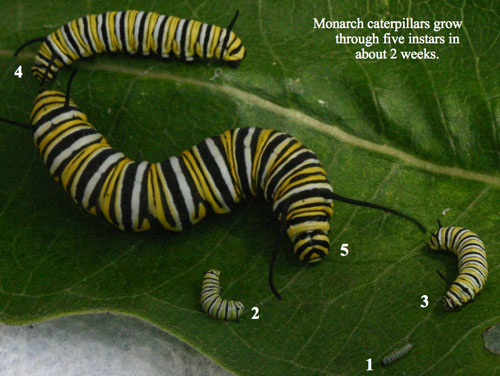 Monarch caterpillars grow
through five instars in
about 2 weeks.
4
5
3
2
1